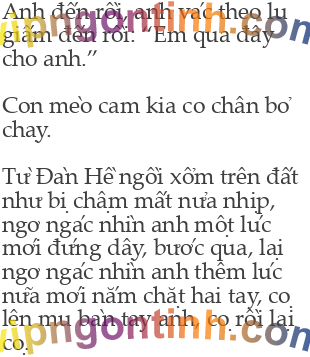 Anh đến rồi, anh vác theo lu
giấm đến rồi: “Em qua đây
cho anh.”
Con mèo cam kia co chân bỏ
chạy.
Từ Đàn Hề ngồi xổm trên đất
như bị chậm mất nửa nhịp,
ngơ ngác nhìn anh một lúc
mới đứng dậy, bước qua, lại
ngơ ngác nhìn anh thêm lúc
nữa mới nắm chặt hai tay, cọ
lên mu bàn tay anh, cọ rồi lại
cọ.
vupngontinh.com
vupngontinh.com